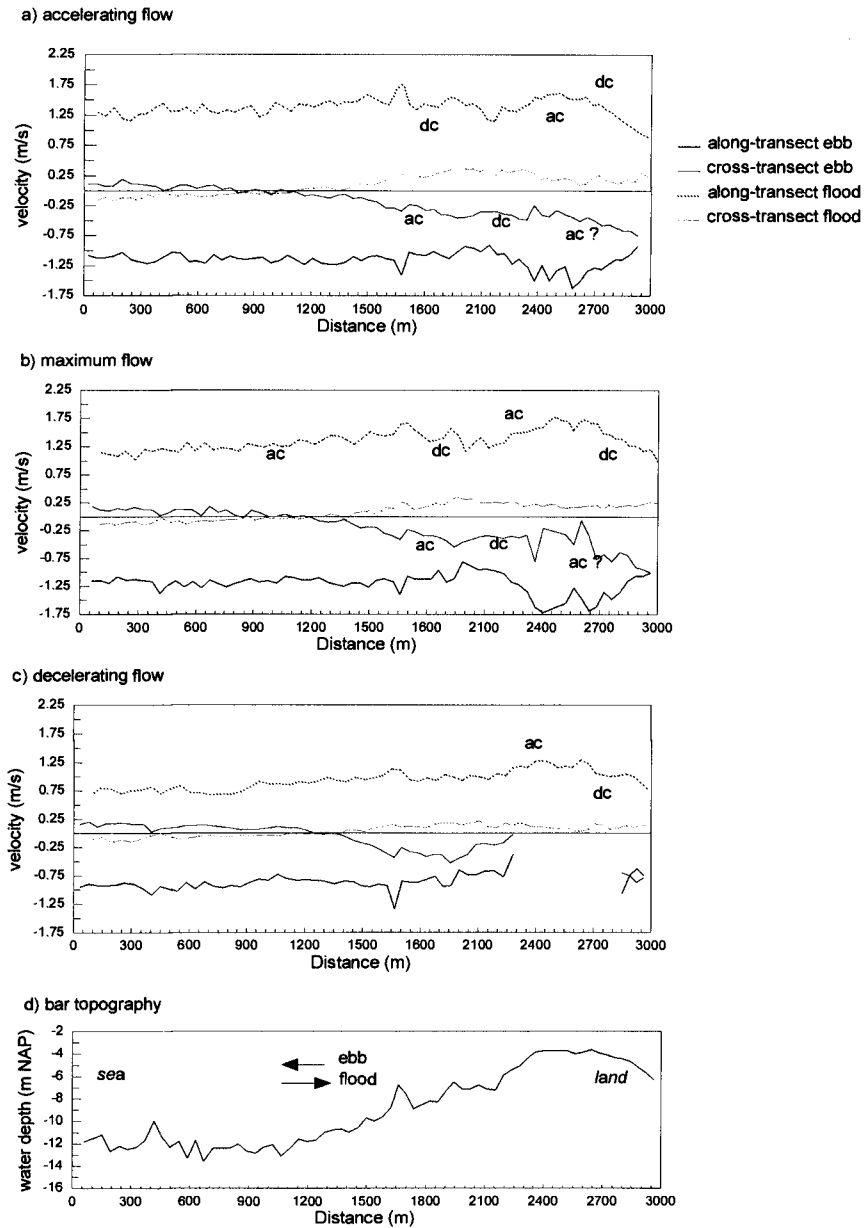 a) accelerating flow
2.25
1.75
1.25
0.75
0.25
-0.25
-0.75
-1.25
-1.75
velocity (m/s)
dc
dc
ac
ac
dc
ac ?
0 300 600 900 1200 1500 1800 2100 2400 2700 3000
Distance (m)
along-transect ebb
cross-transect ebb
along-transect flood
cross-transect flood
b) maximum flow
2.25
1.75
1.25
0.75
0.25
-0.25
-0.75
-1.25
-1.75
velocity (m/s)
ac
ac
dc
dc
ac
dc
ac ?
0 300 600 900 1200 1500 1800 2100 2400 2700 3000
Distance (m)
c) decelerating flow
2.25
1.75
1.25
0.75
0.25
-0.25
-0.75
-1.25
-1.75
velocity (m/s)
ac
dc
0 300 600 900 1200 1500 1800 2100 2400 2700 3000
Distance (m)
d) bar topography
-2
-4
-6
-8
-10
-12
-14
-16
water depth (m NAP)
sea
ebb
flood
land
0 300 600 900 1200 1500 1800 2100 2400 2700 3000
Distance (m)